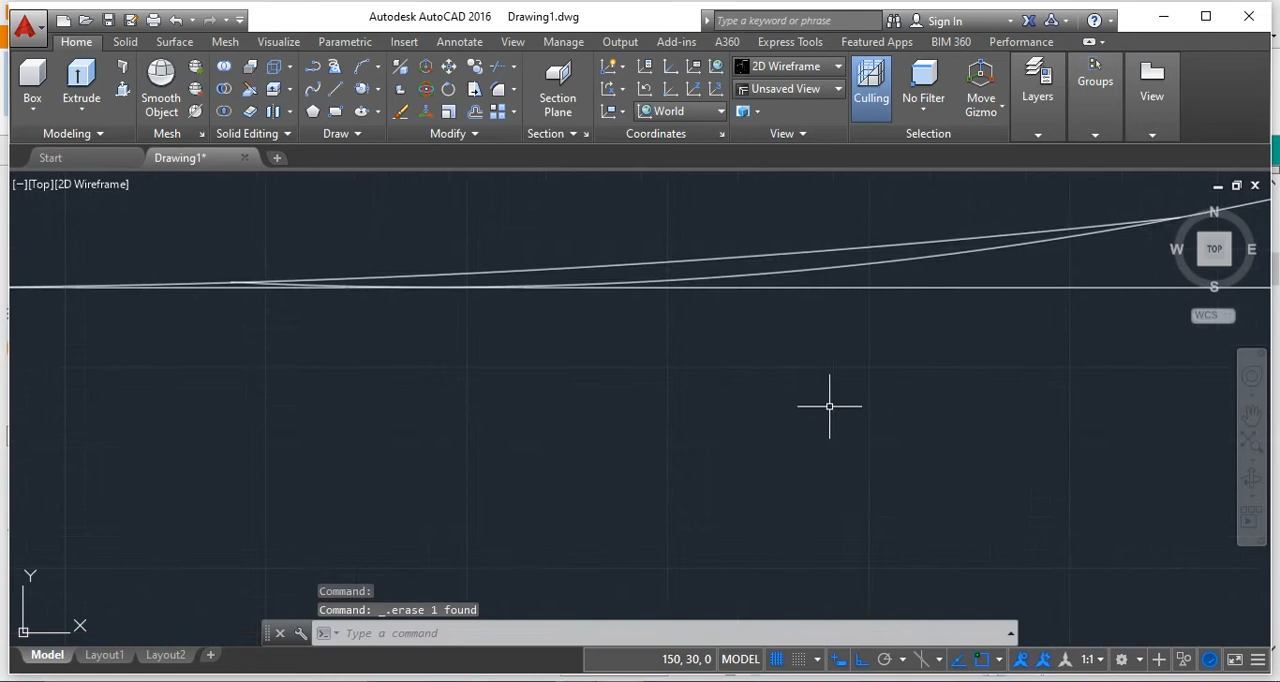 Autodesk AutoCAD 2016 Drawing1.dwg
Type a keyword or phrase
Sign In
Home Solid Surface Mesh Visualize Parametric Insert Annotate View Manage Output Add-ins A360 Express Tools Featured Apps BIM 360 Performance
Box
Extrude
Smooth
Object
Section
Plane
World
2D Wireframe
Unsaved View
Culling
No Filter
Move
Gizmo
Layers
Groups
View
Modeling
Mesh
Solid Editing
Draw
Modify
Section
Coordinates
View
Selection
Start
Drawing1*
[−][Top][2D Wireframe]
N
W TOP E
S
WCS
Y
X
Command:
Command: _.erase 1 found
Type a command
Model Layout1 Layout2
150, 30, 0 MODEL
1:1